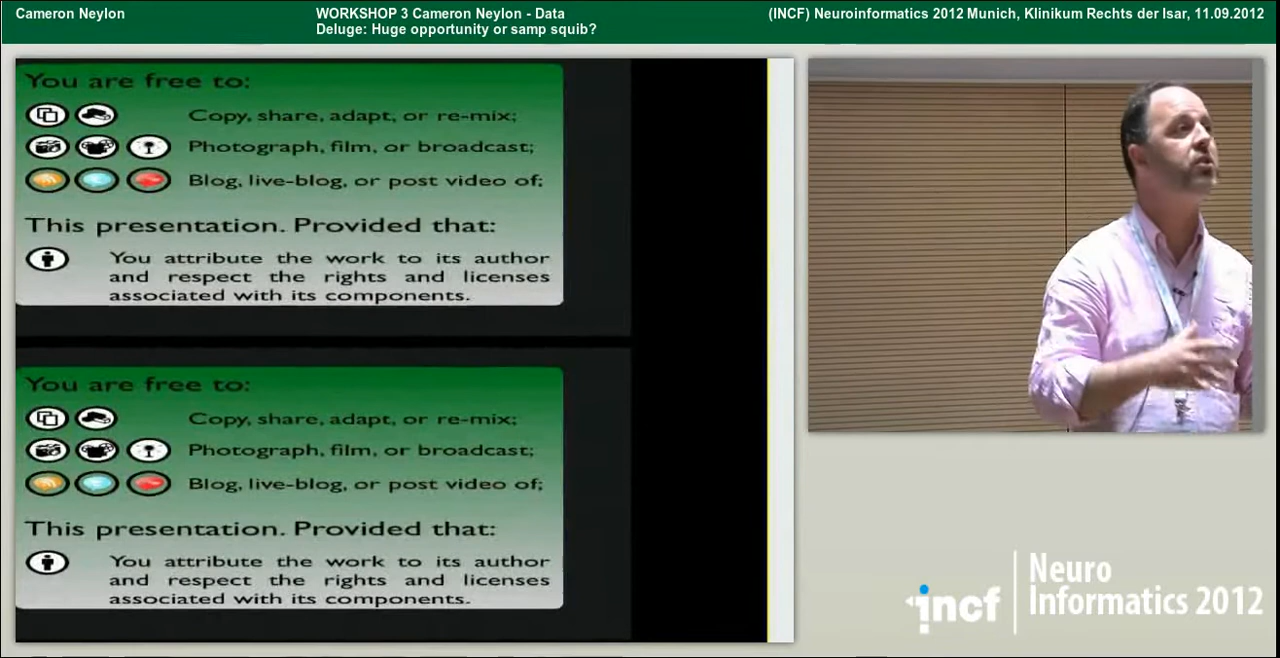 Cameron Neylon
WORKSHOP 3 Cameron Neylon - Data
Deluge: Huge opportunity or samp squib?
(INCF) Neuroinformatics 2012 Munich, Klinikum Rechts der Isar, 11.09.2012
You are free to:
Copy, share, adapt, or re-mix;
Photograph, film, or broadcast;
Blog, live-blog, or post video of;
This presentation. Provided that:
You attribute the work to its author
and respect the rights and licenses
associated with its components.
You are free to:
Copy, share, adapt, or re-mix;
Photograph, film, or broadcast;
Blog, live-blog, or post video of;
This presentation. Provided that:
You attribute the work to its author
and respect the rights and licenses
associated with its components.
incf
Neuro
Informatics 2012